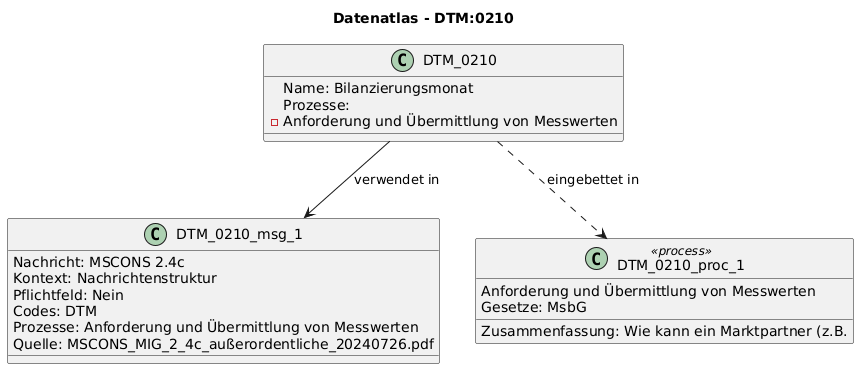 Datenatlas - DTM:0210
C DTM_0210
Name: Bilanzierungsmonat
Prozesse:
Anforderung und Übermittlung von Messwerten
verwendet in
eingebettet in
C DTM_0210_msg_1
Nachricht: MSCONS 2.4c
Kontext: Nachrichtenstruktur
Pflichtfeld: Nein
Codes: DTM
Prozesse: Anforderung und Übermittlung von Messwerten
Quelle: MSCONS_MIG_2_4c_außerordentliche_20240726.pdf
C «process»
DTM_0210_proc_1
Anforderung und Übermittlung von Messwerten
Gesetze: MsbG
Zusammenfassung: Wie kann ein Marktpartner (z.B.